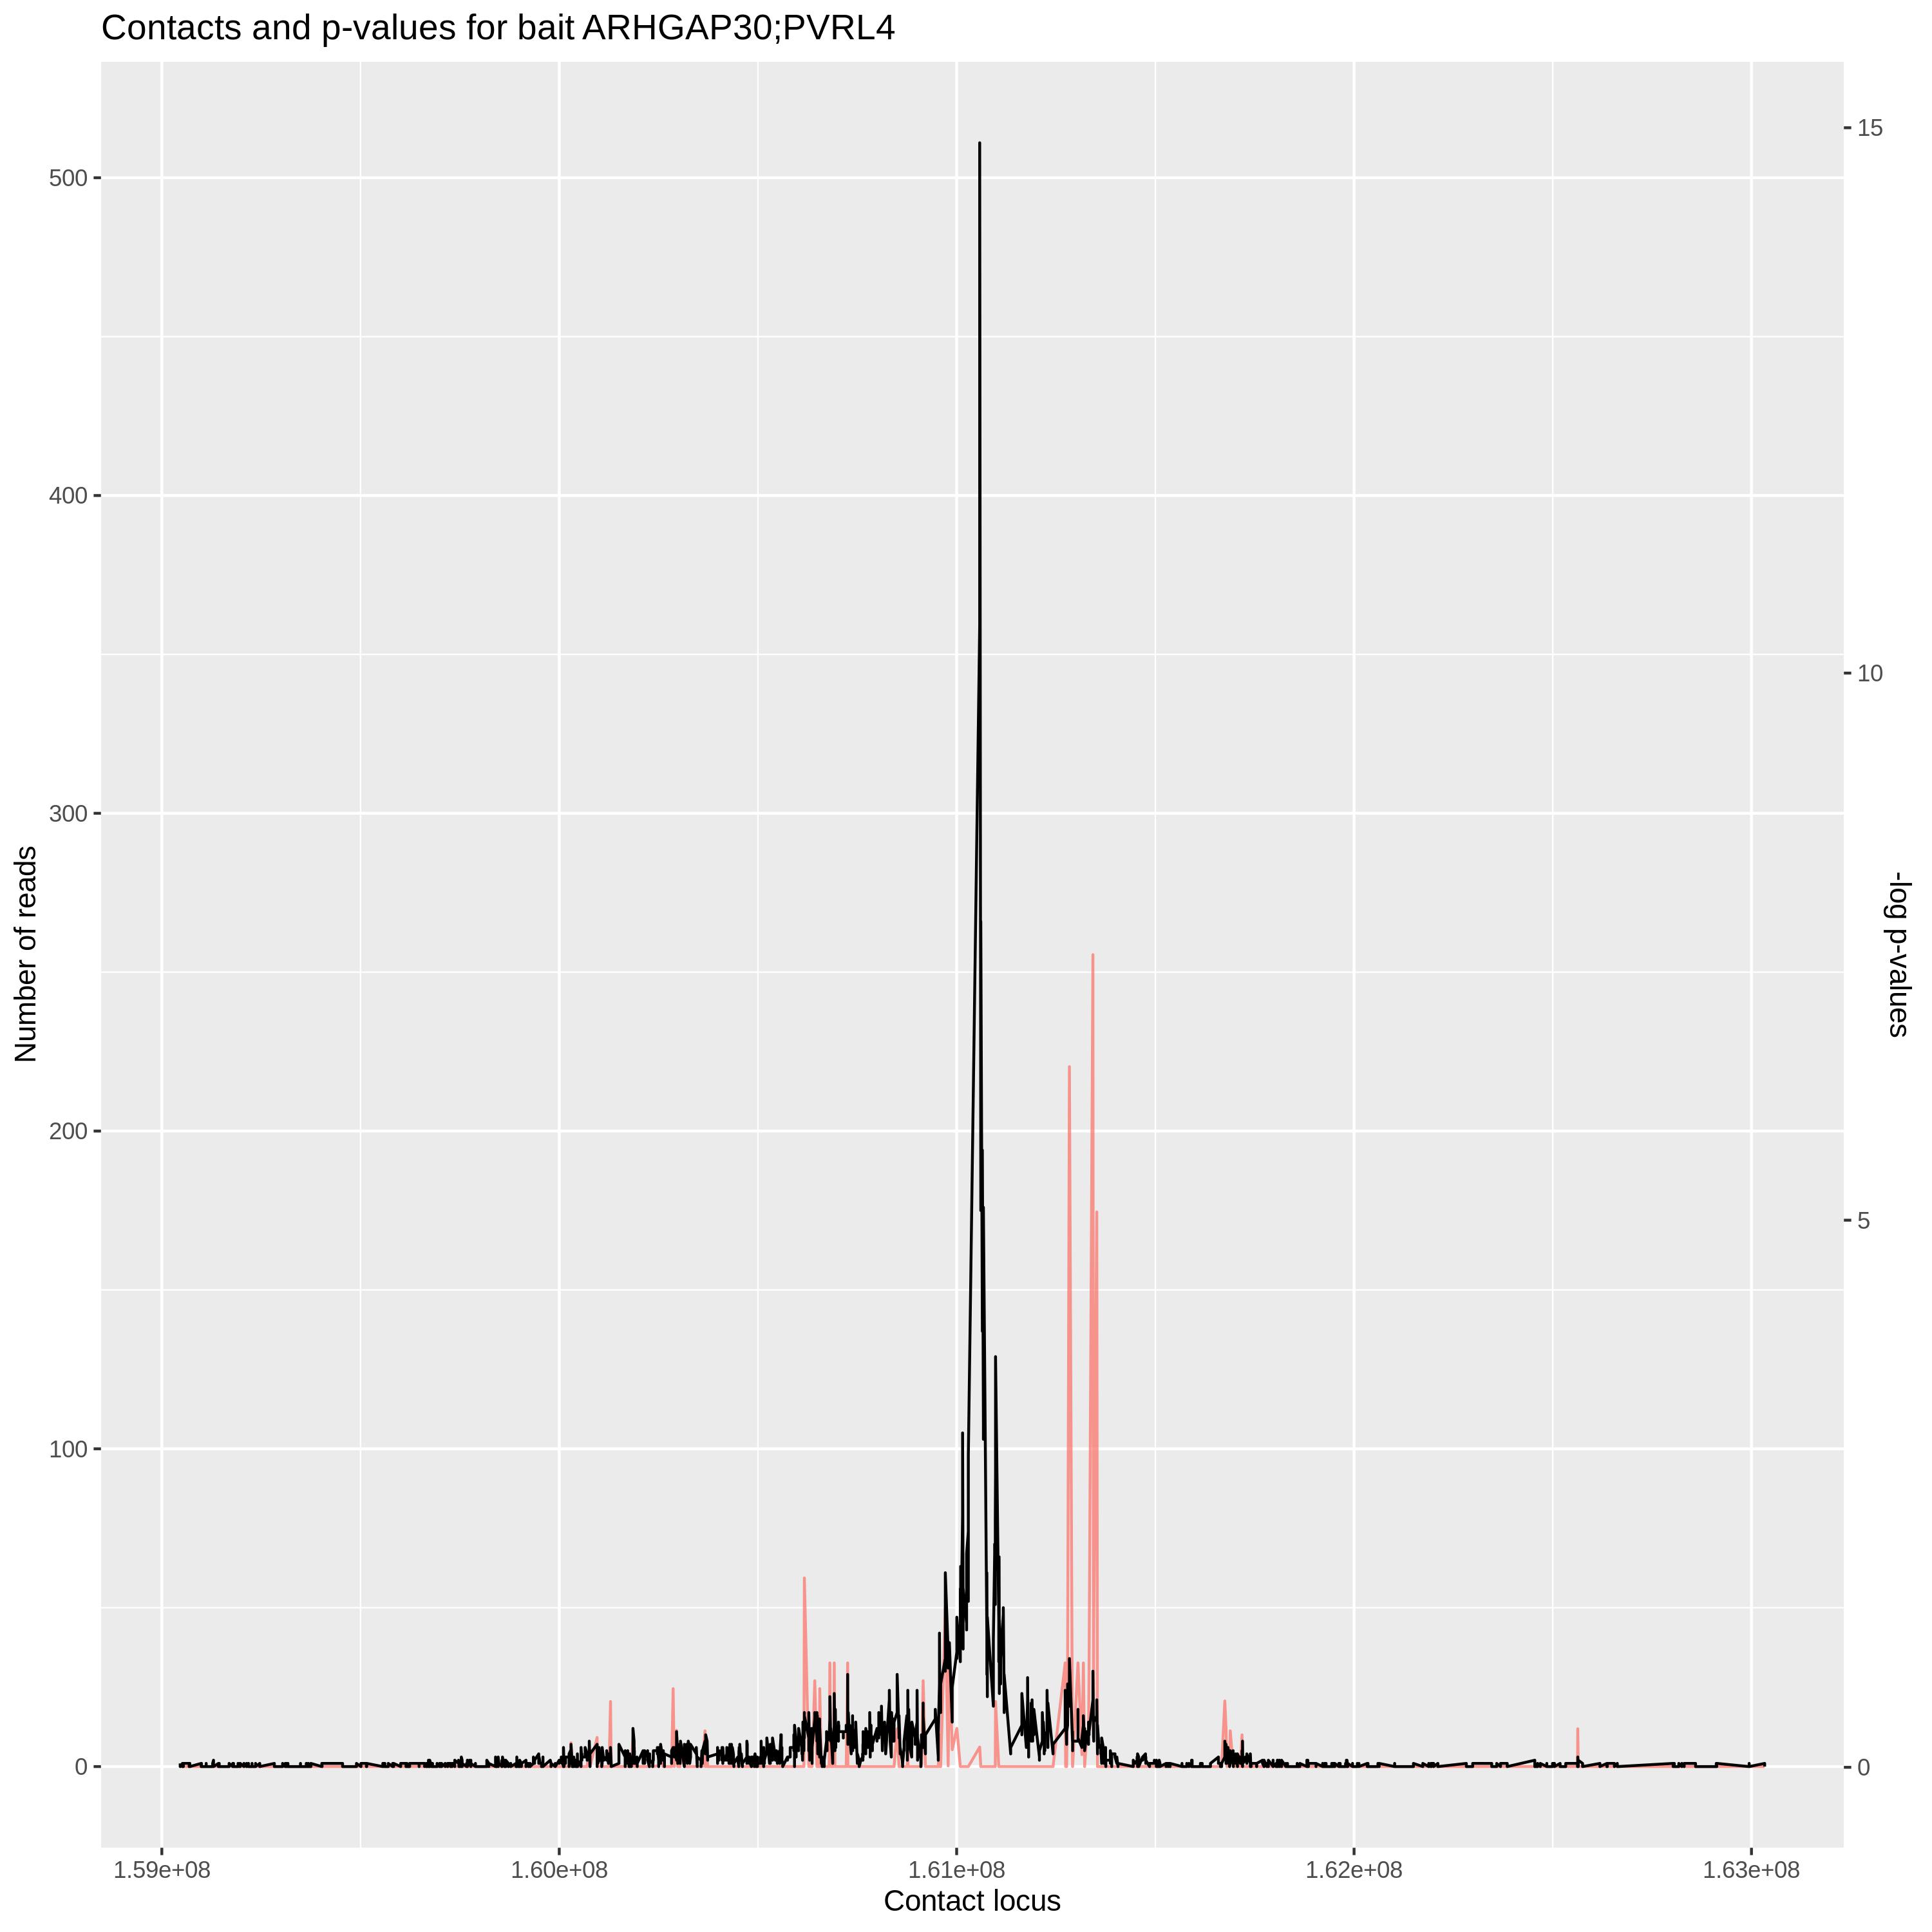 Contacts and p-values for bait ARHGAP30;PVRL4
Number of reads
500
400
300
200
100
0
15
10
5
0
-log p-values
1.59e+08
1.60e+08
1.61e+08
1.62e+08
1.63e+08
Contact locus